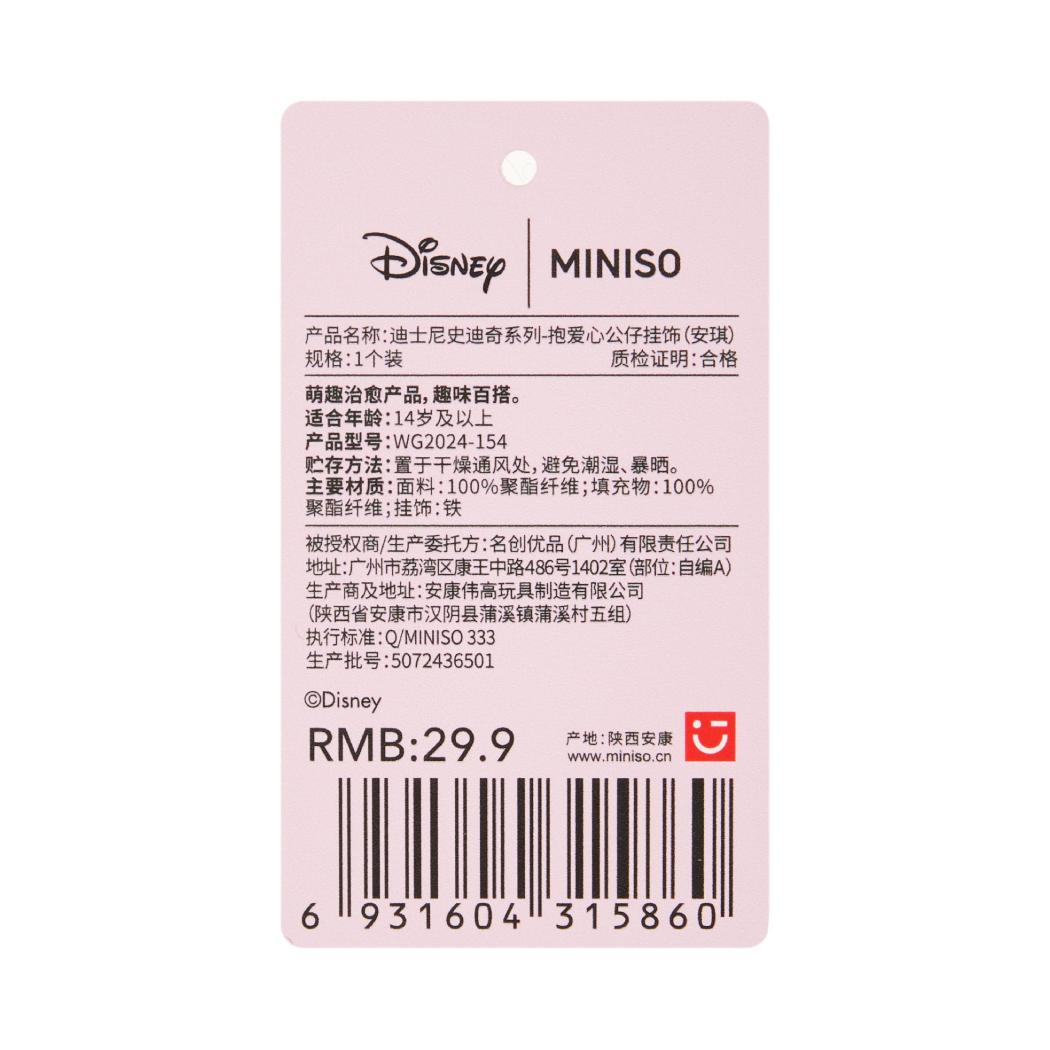 Disney | MINISO
产品名称:迪士尼史迪奇系列-抱爱心公仔挂饰(安琪)
规格:1个装 质检证明:合格
萌趣治愈产品,趣味百搭。
适合年龄:14岁及以上
产品型号:WG2024-154
贮存方法:置于干燥通风处,避免潮湿、暴晒。
主要材质:面料:100%聚酯纤维;填充物:100%
聚酯纤维;挂饰:铁
被授权商/生产委托方:名创优品(广州)有限责任公司
地址:广州市荔湾区康王中路486号1402室(部位:自编A)
生产商及地址:安康伟高玩具制造有限公司
(陕西省安康市汉阴县蒲溪镇蒲溪村五组)
执行标准:Q/MINISO 333
生产批号:5072436501
©Disney
RMB:29.9
产地:陕西安康
www.miniso.cn
6 931604 315860